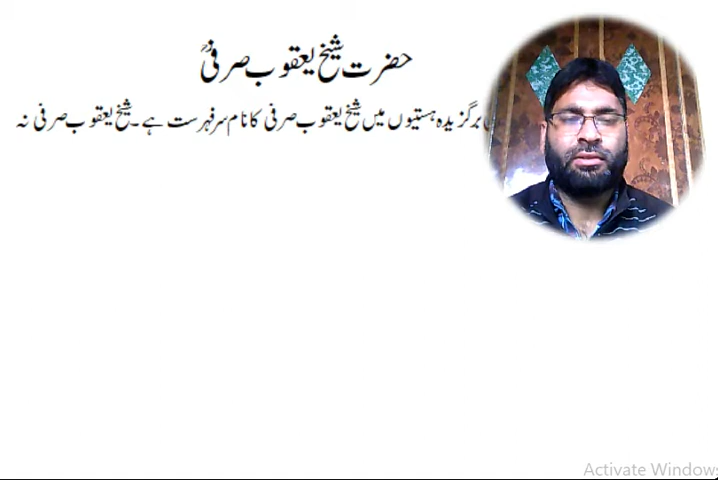 حضرت شیخ یعقوب صرفیؒ
برگزیدہ ہستیوں میں شیخ یعقوب صرفی کا نام سرفہرست ہے۔ شیخ یعقوب صرفی نہ
Activate Windows